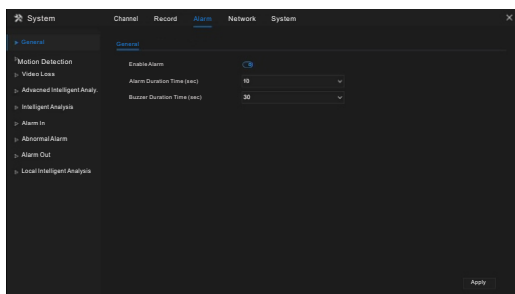 System
Channel Record Alarm Network System
General
Motion Detection
Video Loss
Advacned Intelligent Analy.
Intelligent Analysis
Alarm In
Abnormal Alarm
Alarm Out
Local Intelligent Analysis
General
Enable Alarm
Alarm Duration Time (sec) 10
Buzzer Duration Time (sec) 30
Apply